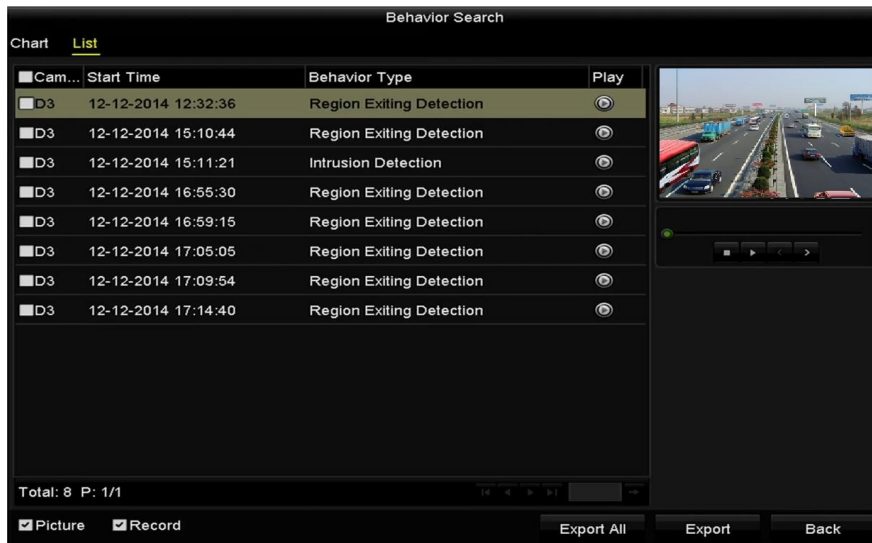 Behavior Search
Chart List
Cam... Start Time Behavior Type Play
D3 12-12-2014 12:32:36 Region Exiting Detection
D3 12-12-2014 15:10:44 Region Exiting Detection
D3 12-12-2014 15:11:21 Intrusion Detection
D3 12-12-2014 16:55:30 Region Exiting Detection
D3 12-12-2014 16:59:15 Region Exiting Detection
D3 12-12-2014 17:05:05 Region Exiting Detection
D3 12-12-2014 17:09:54 Region Exiting Detection
D3 12-12-2014 17:14:40 Region Exiting Detection
Total: 8 P: 1/1
Picture Record Export All Export Back